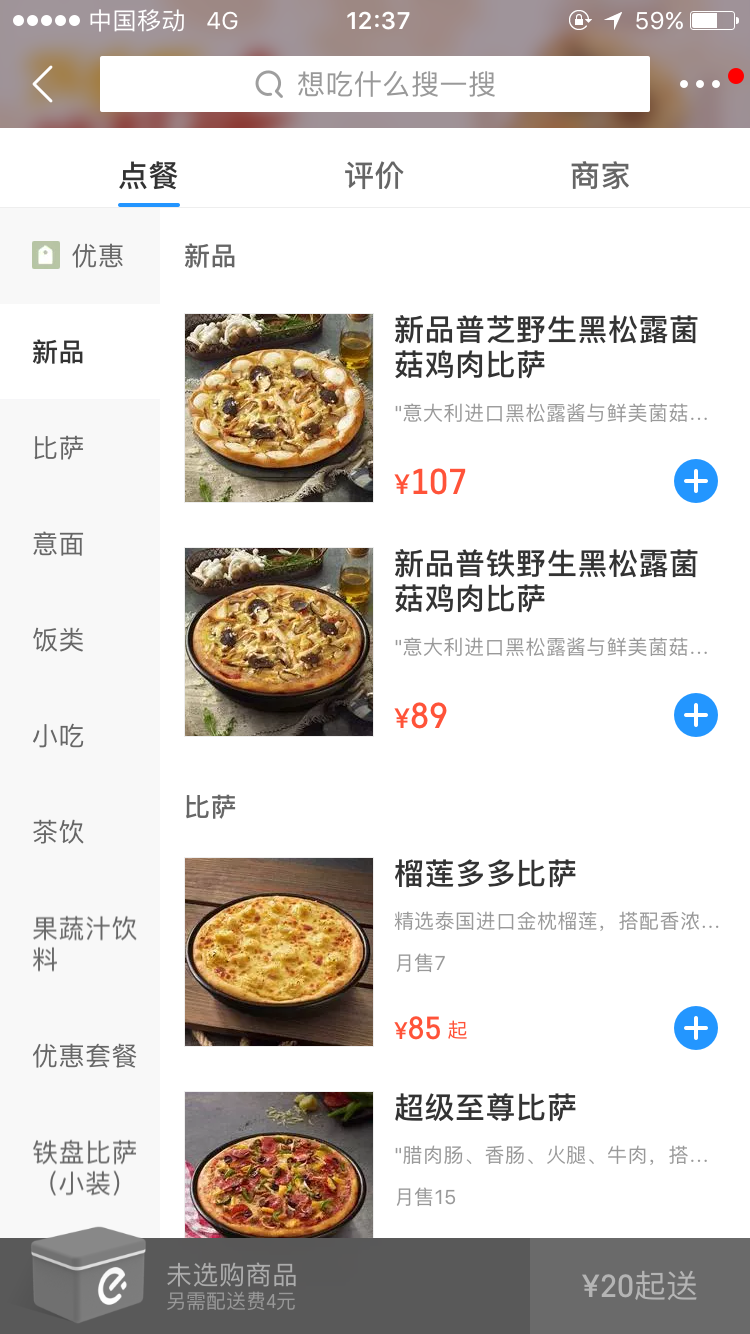 中国移动 4G 12:37 59%
想吃什么搜一搜
点餐 评价 商家
优惠
新品
比萨
意面
饭类
小吃
茶饮
果蔬汁饮
料
优惠套餐
铁盘比萨
（小装）
新品
新品普芝野生黑松露菌
菇鸡肉比萨
"意大利进口黑松露酱与鲜美菌菇...
¥107
新品普铁野生黑松露菌
菇鸡肉比萨
"意大利进口黑松露酱与鲜美菌菇...
¥89
比萨
榴莲多多比萨
精选泰国进口金枕榴莲，搭配香浓...
月售7
¥85 起
超级至尊比萨
"腊肉肠、香肠、火腿、牛肉，搭...
月售15
未选购商品
另需配送费4元
¥20起送